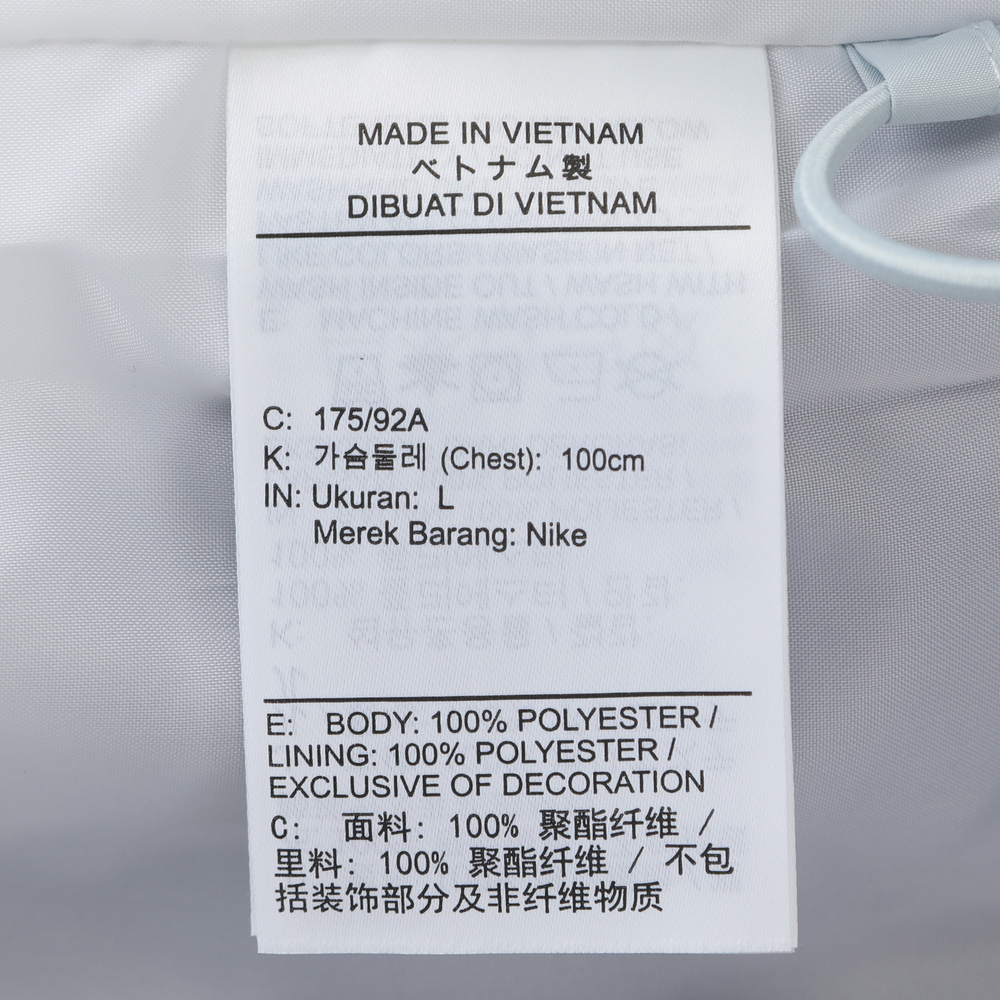 MADE IN VIETNAM
ベトナム製
DIBUAT DI VIETNAM
C: 175/92A
K: 가슴둘레 (Chest): 100cm
IN: Ukuran: L
Merek Barang: Nike
E: BODY: 100% POLYESTER /
LINING: 100% POLYESTER /
EXCLUSIVE OF DECORATION
C: 面料: 100% 聚酯纤维 /
里料: 100% 聚酯纤维 / 不包
括装饰部分及非纤维物质